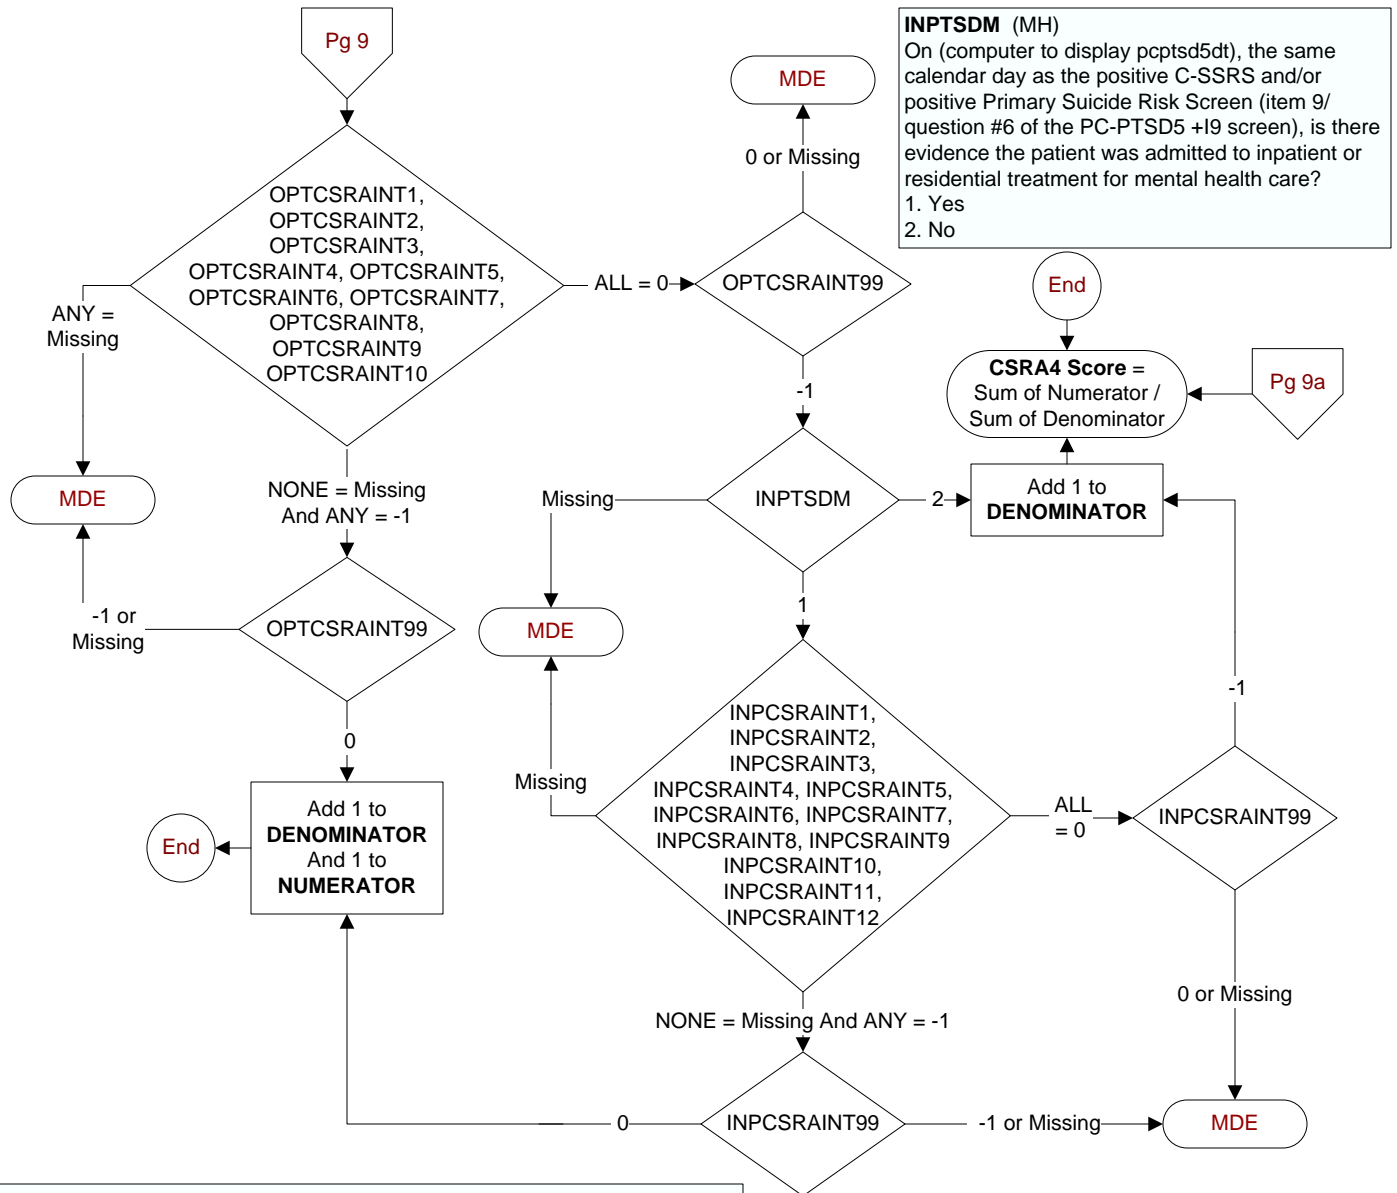 Pg 9
INPTSDM (MH)
On (computer to display pcptsd5dt), the same
calendar day as the positive C-SSRS and/or
positive Primary Suicide Risk Screen (item 9/
question #6 of the PC-PTSD5 +I9 screen), is there
evidence the patient was admitted to inpatient or
residential treatment for mental health care?
1. Yes
2. No
MDE
0 or Missing
OPTCSRAINT1,
OPTCSRAINT2,
OPTCSRAINT3,
OPTCSRAINT4, OPTCSRAINT5,
OPTCSRAINT6, OPTCSRAINT7,
OPTCSRAINT8,
OPTCSRAINT9
OPTCSRAINT10
ALL = 0
OPTCSRAINT99
End
ANY =
Missing
-1
CSRA4 Score =
Sum of Numerator /
Sum of Denominator
Pg 9a
MDE
NONE = Missing
And ANY = -1
Missing
INPTSDM
2
Add 1 to
DENOMINATOR
1
-1 or
Missing
OPTCSRAINT99
MDE
-1
0
Missing
INPCSRAINT1,
INPCSRAINT2,
INPCSRAINT3,
INPCSRAINT4, INPCSRAINT5,
INPCSRAINT6, INPCSRAINT7,
INPCSRAINT8, INPCSRAINT9
INPCSRAINT10,
INPCSRAINT11,
INPCSRAINT12
ALL
= 0
INPCSRAINT99
End
Add 1 to
DENOMINATOR
And 1 to
NUMERATOR
0 or Missing
NONE = Missing And ANY = -1
0
INPCSRAINT99
-1 or Missing
MDE